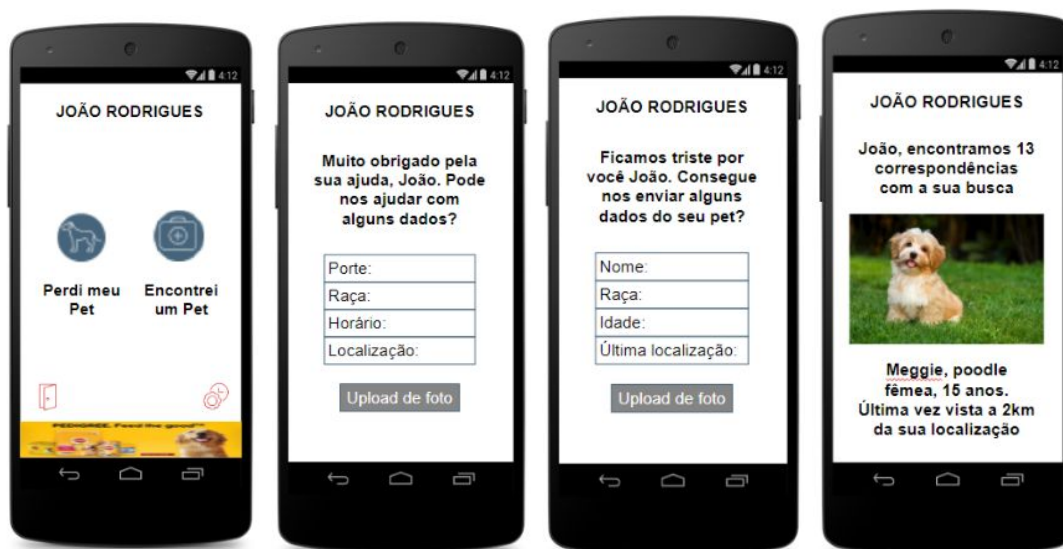 4:12
JOÃO RODRIGUES
Perdi meu
Pet
Encontrei
um Pet
PEDIGREE. Feed the good™
4:12
JOÃO RODRIGUES
Muito obrigado pela
sua ajuda, João. Pode
nos ajudar com
alguns dados?
Porte:
Raça:
Horário:
Localização:
Upload de foto
4:12
JOÃO RODRIGUES
Ficamos triste por
você João. Consegue
nos enviar alguns
dados do seu pet?
Nome:
Raça:
Idade:
Última localização:
Upload de foto
4:12
JOÃO RODRIGUES
João, encontramos 13
correspondências
com a sua busca
Meggie, poodle
fêmea, 15 anos.
Última vez vista a 2km
da sua localização